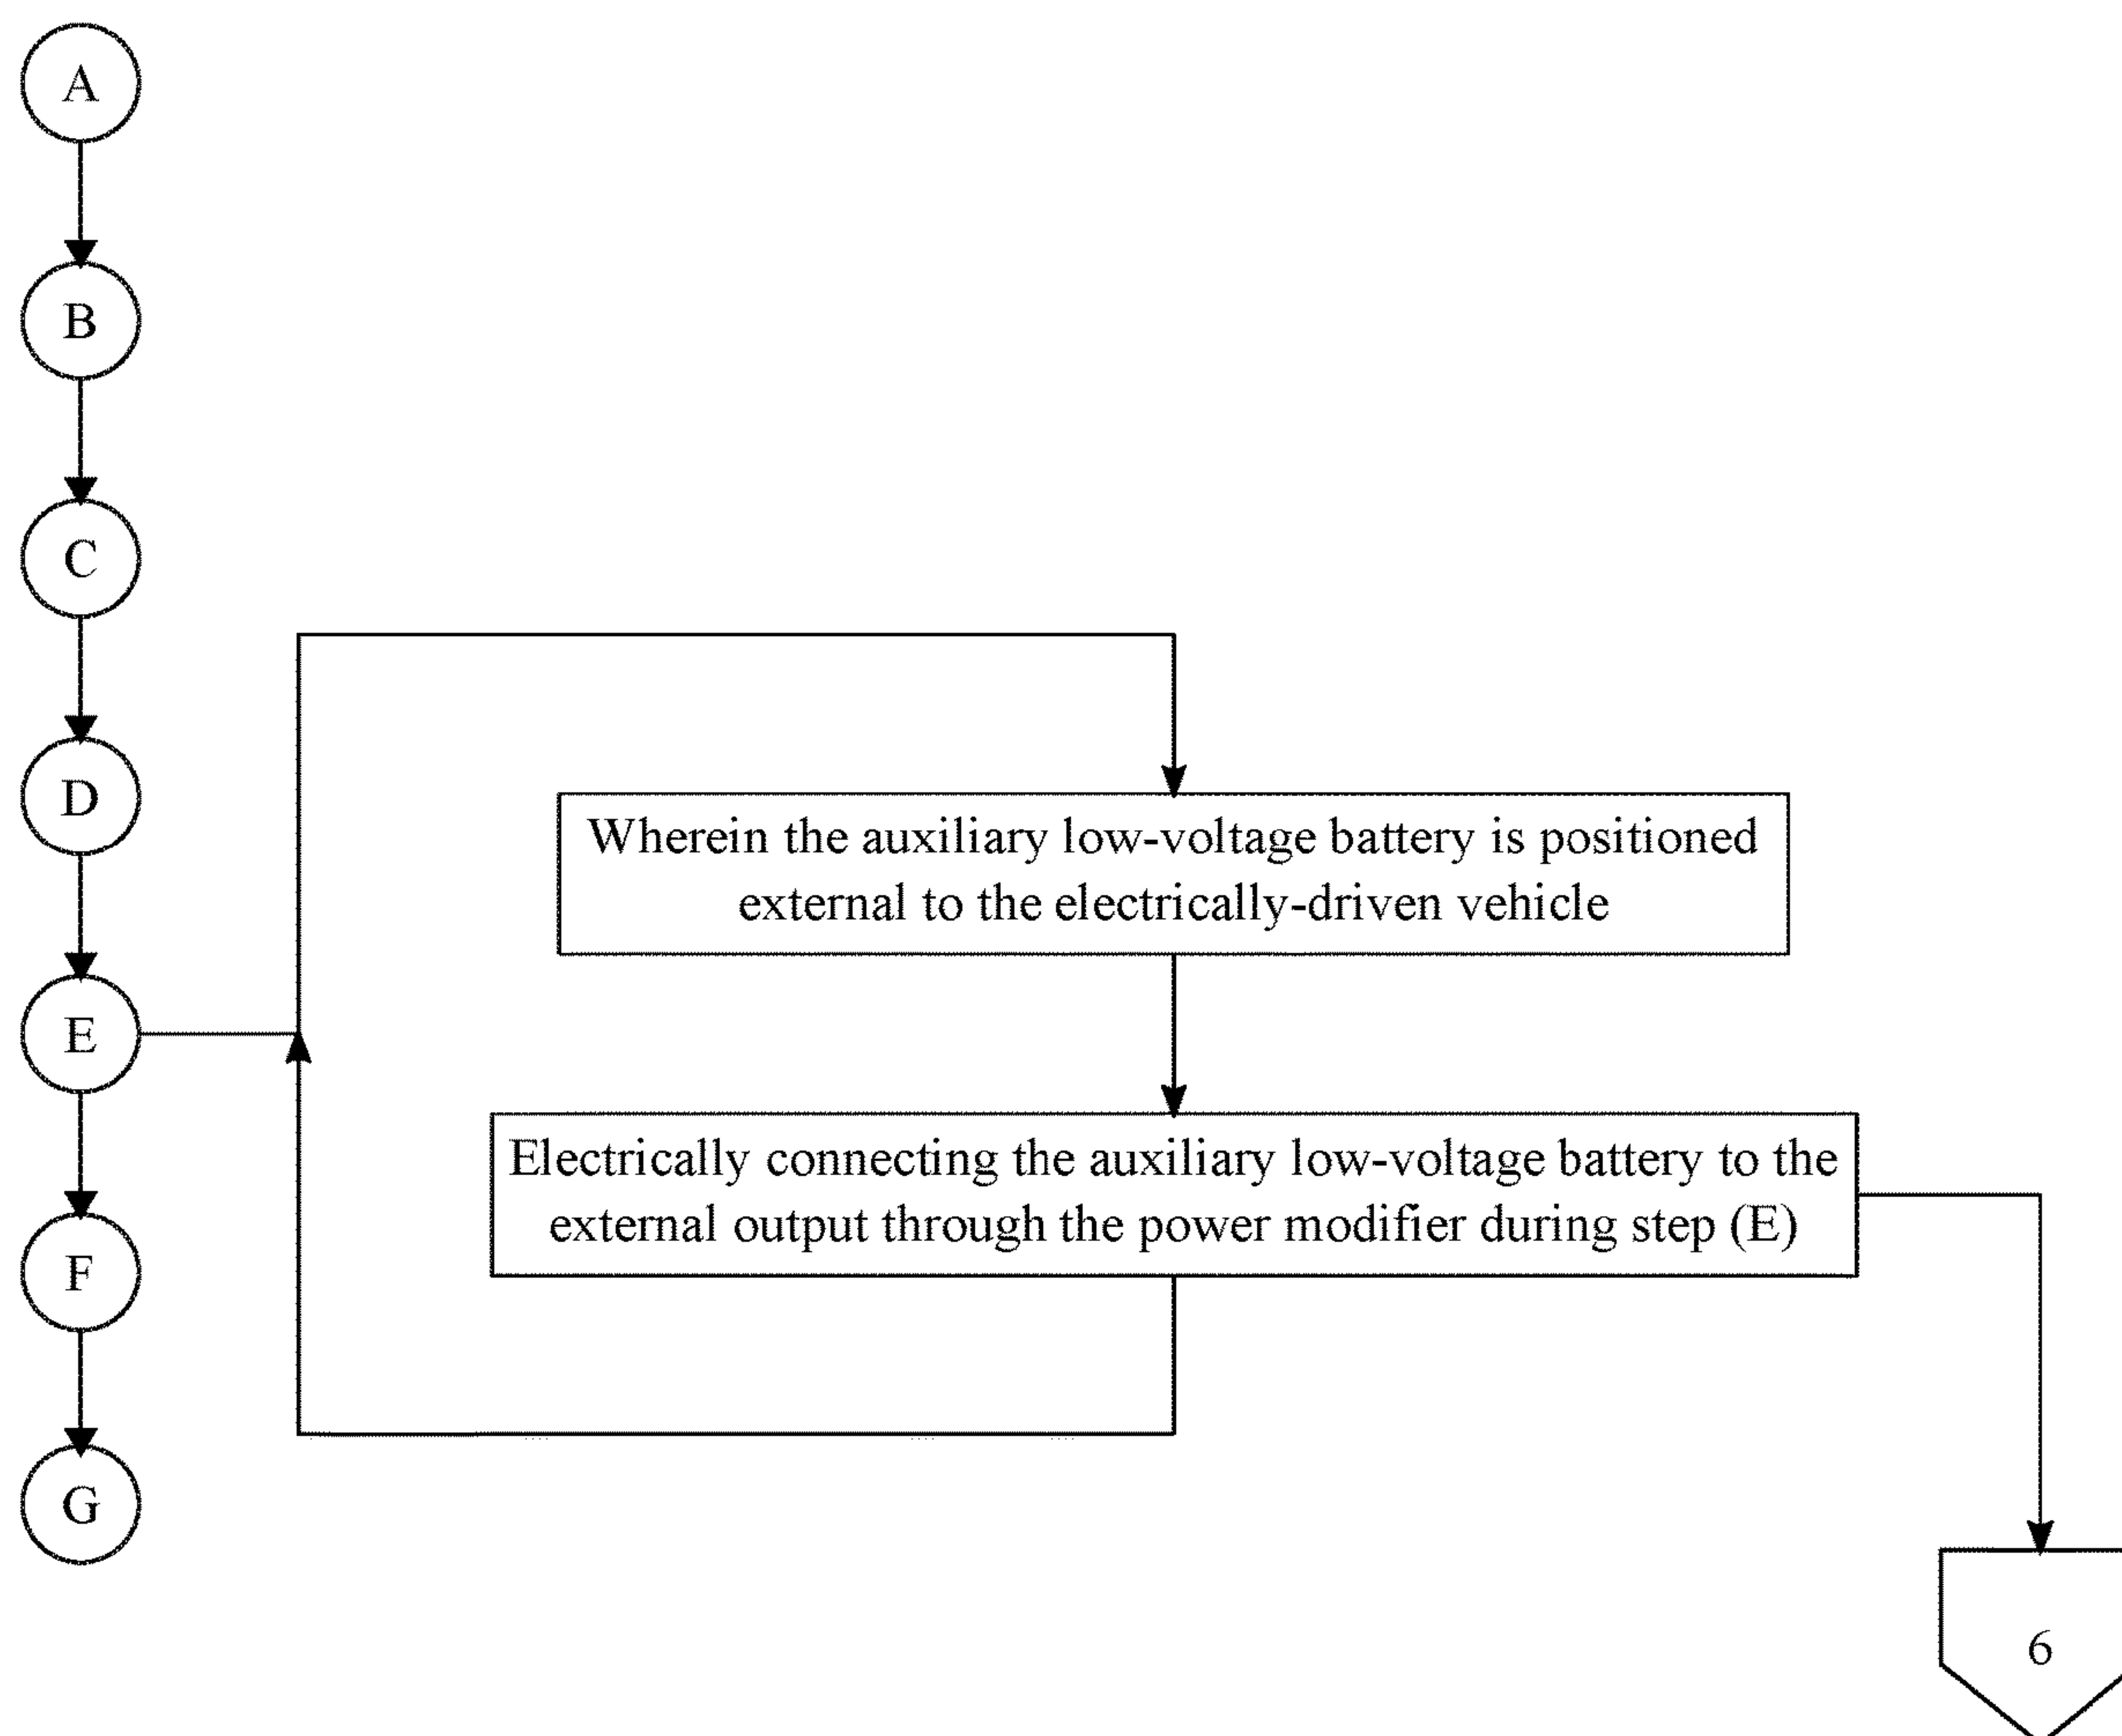 A
B
C
D
Wherein the auxiliary low-voltage battery is positioned
external to the electrically-driven vehicle
E
Electrically connecting the auxiliary low-voltage battery to the
external output through the power modifier during step (E)
F
G
6